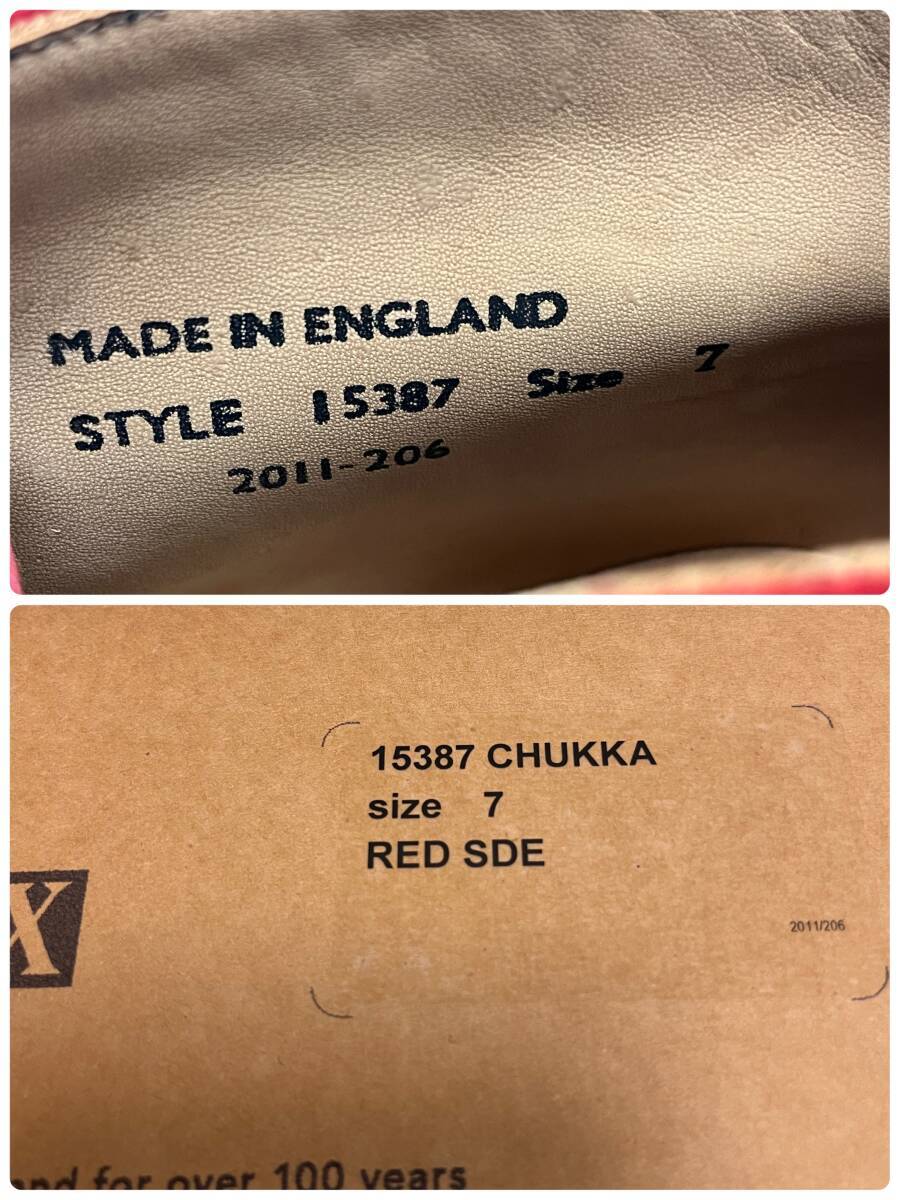 MADE IN ENGLAND
STYLE 15387 Size 7
2011-206
15387 CHUKKA
size 7
RED SDE
2011/206
X
and for over 100 years